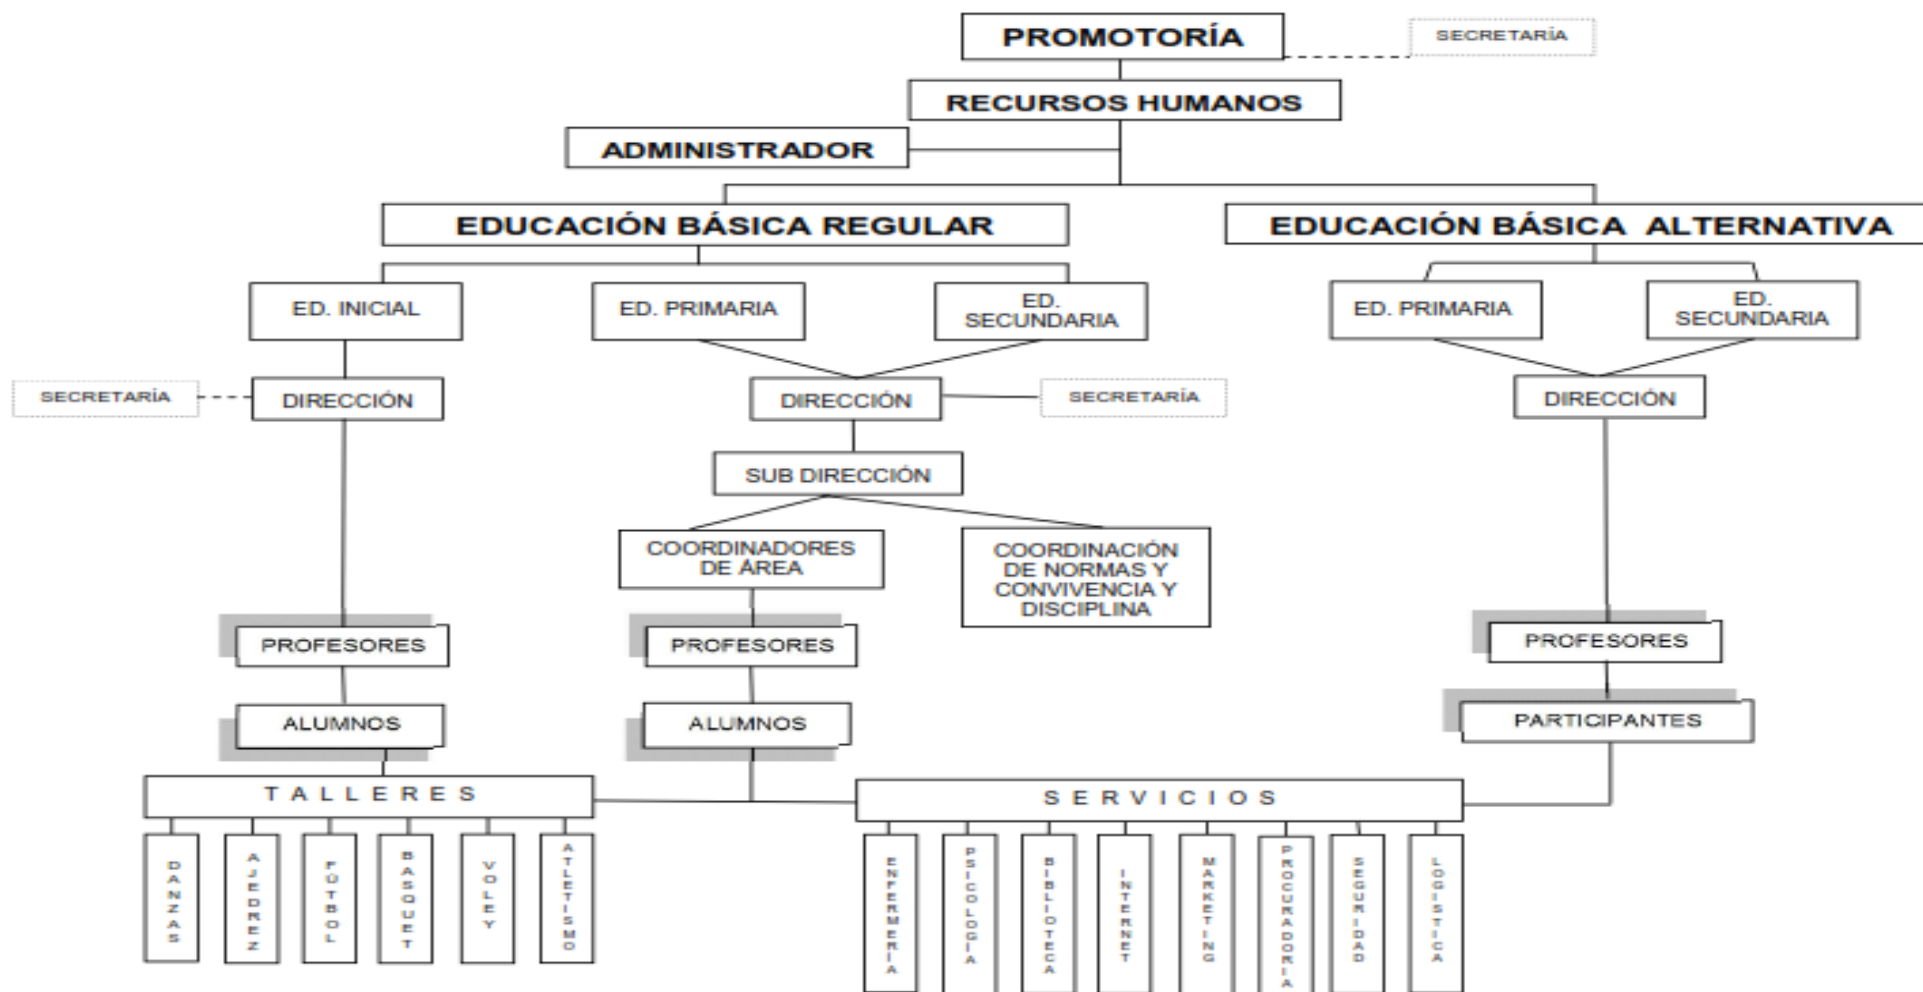 PROMOTORÍA
SECRETARÍA
RECURSOS HUMANOS
ADMINISTRADOR
EDUCACIÓN BÁSICA REGULAR
EDUCACIÓN BÁSICA ALTERNATIVA
ED. INICIAL
ED. PRIMARIA
ED.
SECUNDARIA
ED. PRIMARIA
ED.
SECUNDARIA
SECRETARÍA
DIRECCIÓN
DIRECCIÓN
SECRETARÍA
DIRECCIÓN
SUB DIRECCIÓN
COORDINADORES
DE ÁREA
COORDINACIÓN
DE NORMAS Y
CONVIVENCIA Y
DISCIPLINA
PROFESORES
PROFESORES
PROFESORES
ALUMNOS
ALUMNOS
PARTICIPANTES
TALLERES
SERVICIOS
DANZAS
AJEDREZ
FÚTBOL
BASQUET
VOLEY
ATLETISMO
ENFERMERÍA
PSICOLOGÍA
BIBLIOTECA
INTERNET
MARKETING
PROCURADORIA
SEGURIDAD
LOGISTICA